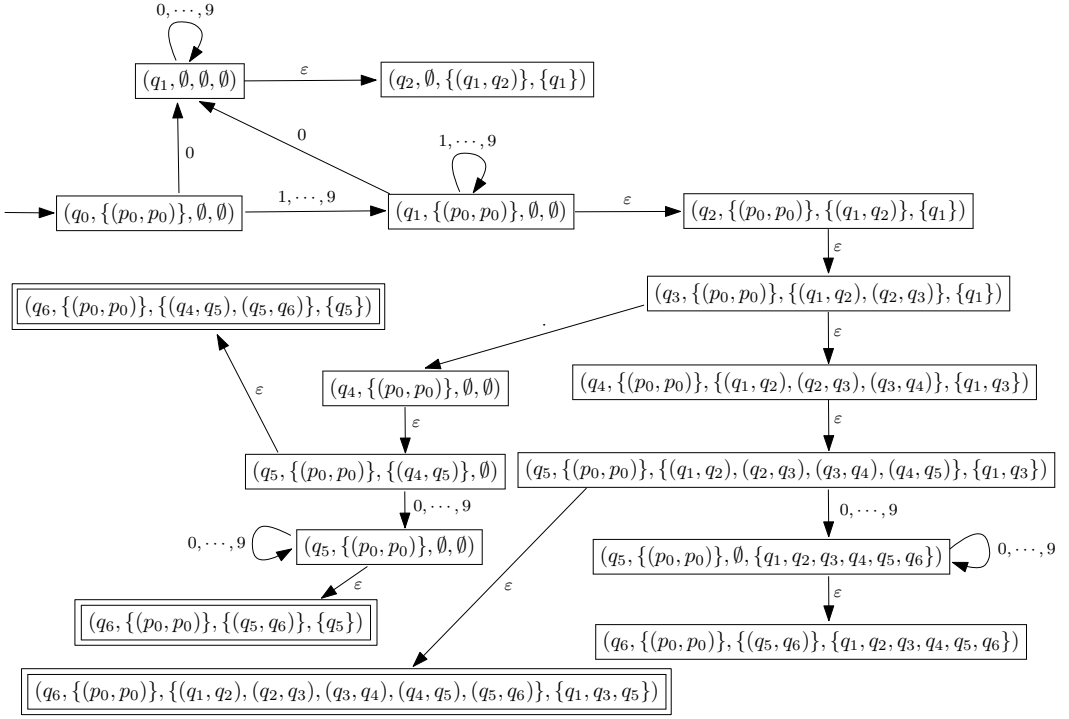 0, ⋯, 9
(q₁, ∅, ∅, ∅)
ε
(q₂, ∅, {(q₁, q₂)}, {q₁})
0
0
1, ⋯, 9
(q₀, {(p₀, p₀)}, ∅, ∅)
1, ⋯, 9
(q₁, {(p₀, p₀)}, ∅, ∅)
ε
(q₂, {(p₀, p₀)}, {(q₁, q₂)}, {q₁})
ε
(q₃, {(p₀, p₀)}, {(q₁, q₂), (q₂, q₃)}, {q₁})
(q₆, {(p₀, p₀)}, {(q₄, q₅), (q₅, q₆)}, {q₅})
.
ε
(q₄, {(p₀, p₀)}, ∅, ∅)
(q₄, {(p₀, p₀)}, {(q₁, q₂), (q₂, q₃), (q₃, q₄)}, {q₁, q₃})
ε
ε
ε
(q₅, {(p₀, p₀)}, {(q₄, q₅)}, ∅)
(q₅, {(p₀, p₀)}, {(q₁, q₂), (q₂, q₃), (q₃, q₄), (q₄, q₅)}, {q₁, q₃})
0, ⋯, 9
0, ⋯, 9
0, ⋯, 9
(q₅, {(p₀, p₀)}, ∅, ∅)
(q₅, {(p₀, p₀)}, ∅, {q₁, q₂, q₃, q₄, q₅, q₆})
0, ⋯, 9
ε
ε
ε
(q₆, {(p₀, p₀)}, {(q₅, q₆)}, {q₅})
(q₆, {(p₀, p₀)}, {(q₅, q₆)}, {q₁, q₂, q₃, q₄, q₅, q₆})
(q₆, {(p₀, p₀)}, {(q₁, q₂), (q₂, q₃), (q₃, q₄), (q₄, q₅), (q₅, q₆)}, {q₁, q₃, q₅})